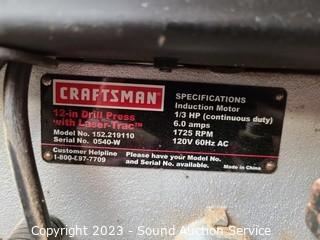 CRAFTSMAN
12-in Drill Press
with Laser-Trac™
Model No. 152.219110
Serial No. 0540-W
Customer Helpline
1-800-E97-7709
SPECIFICATIONS
Induction Motor
1/3 HP (continuous duty)
6.0 amps
1725 RPM
120V 60Hz AC
Please have your Model No.
and Serial No. available.
Made in China
Copyright © 2023 - Sound Auction Service